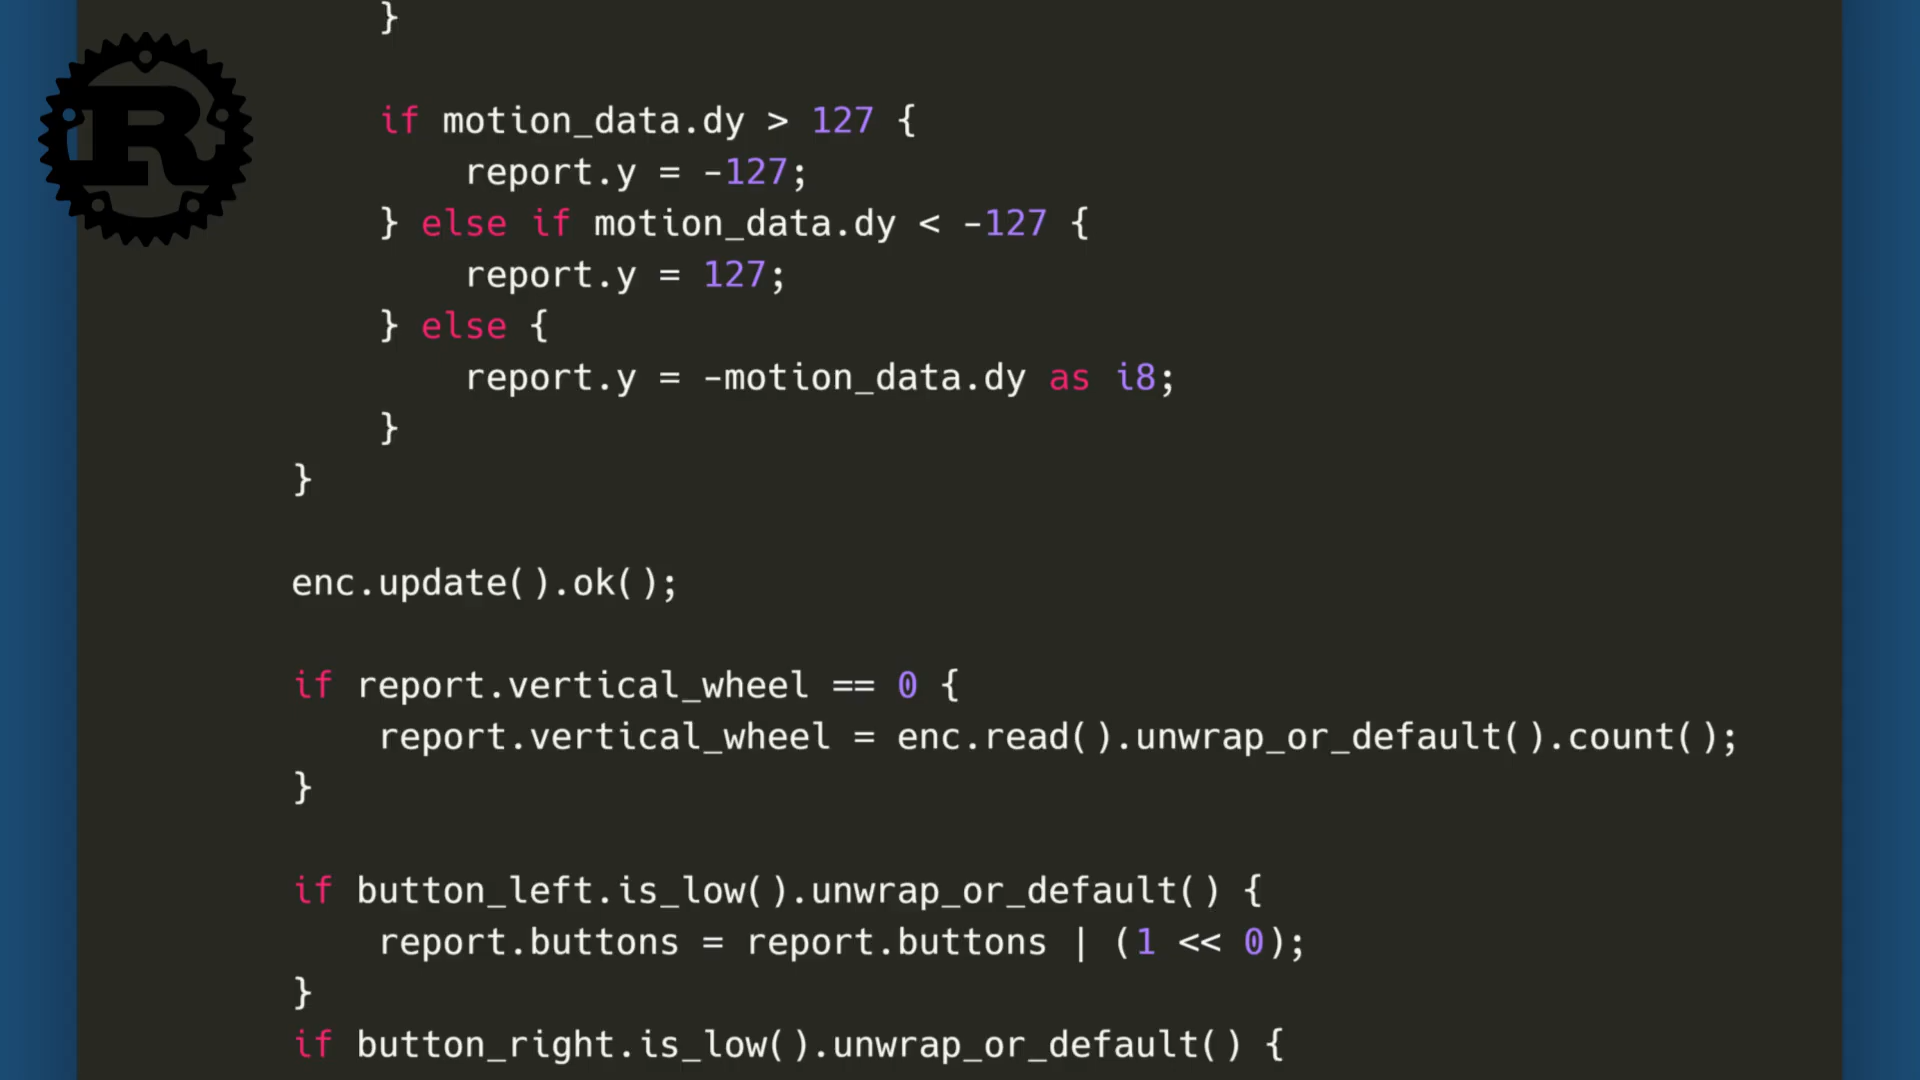 }
if motion_data.dy > 127 {
report.y = -127;
} else if motion_data.dy < -127 {
report.y = 127;
} else {
report.y = -motion_data.dy as i8;
}
}
enc.update().ok();
if report.vertical_wheel == 0 {
report.vertical_wheel = enc.read().unwrap_or_default().count();
}
if button_left.is_low().unwrap_or_default() {
report.buttons = report.buttons | (1 << 0);
}
if button_right.is_low().unwrap_or_default() {
R